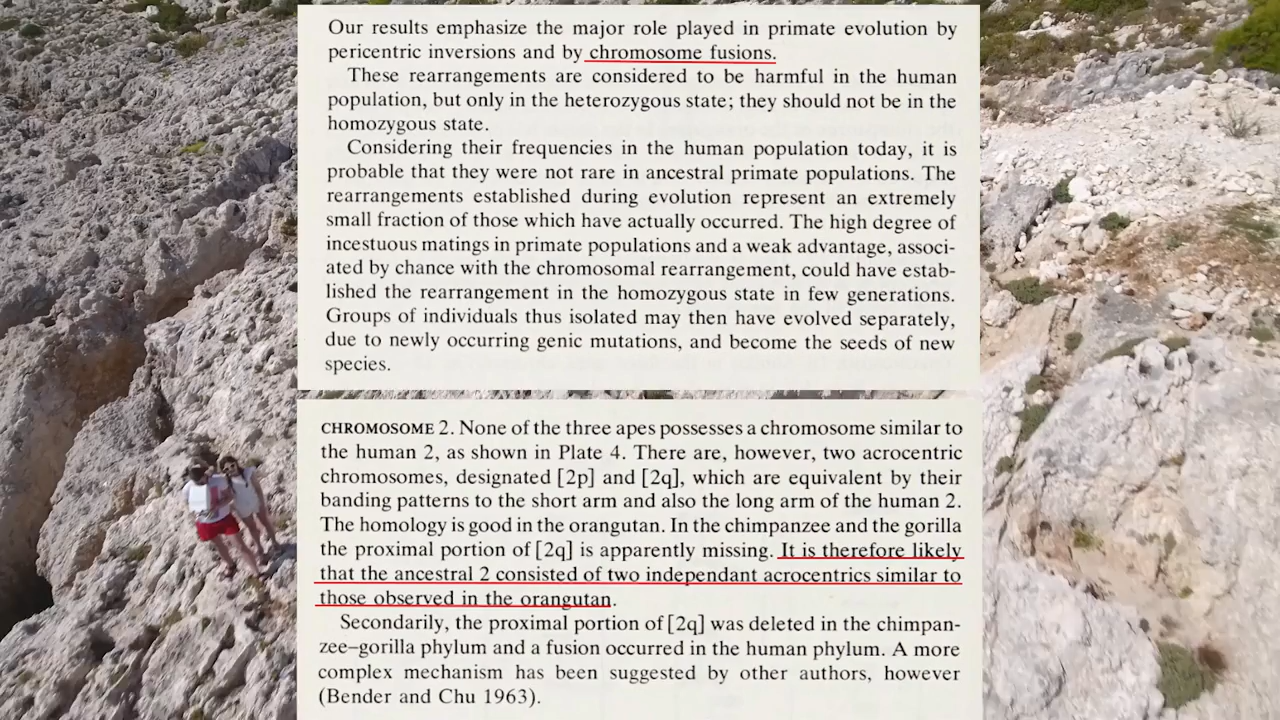 Our results emphasize the major role played in primate evolution by
pericentric inversions and by chromosome fusions.
These rearrangements are considered to be harmful in the human
population, but only in the heterozygous state; they should not be in the
homozygous state.
Considering their frequencies in the human population today, it is
probable that they were not rare in ancestral primate populations. The
rearrangements established during evolution represent an extremely
small fraction of those which have actually occurred. The high degree of
incestuous matings in primate populations and a weak advantage, associ-
ated by chance with the chromosomal rearrangement, could have estab-
lished the rearrangement in the homozygous state in few generations.
Groups of individuals thus isolated may then have evolved separately,
due to newly occurring genic mutations, and become the seeds of new
species.
CHROMOSOME 2. None of the three apes possesses a chromosome similar to
the human 2, as shown in Plate 4. There are, however, two acrocentric
chromosomes, designated [2p] and [2q], which are equivalent by their
banding patterns to the short arm and also the long arm of the human 2.
The homology is good in the orangutan. In the chimpanzee and the gorilla
the proximal portion of [2q] is apparently missing. It is therefore likely
that the ancestral 2 consisted of two independant acrocentrics similar to
those observed in the orangutan.
Secondarily, the proximal portion of [2q] was deleted in the chimpan-
zee–gorilla phylum and a fusion occurred in the human phylum. A more
complex mechanism has been suggested by other authors, however
(Bender and Chu 1963).